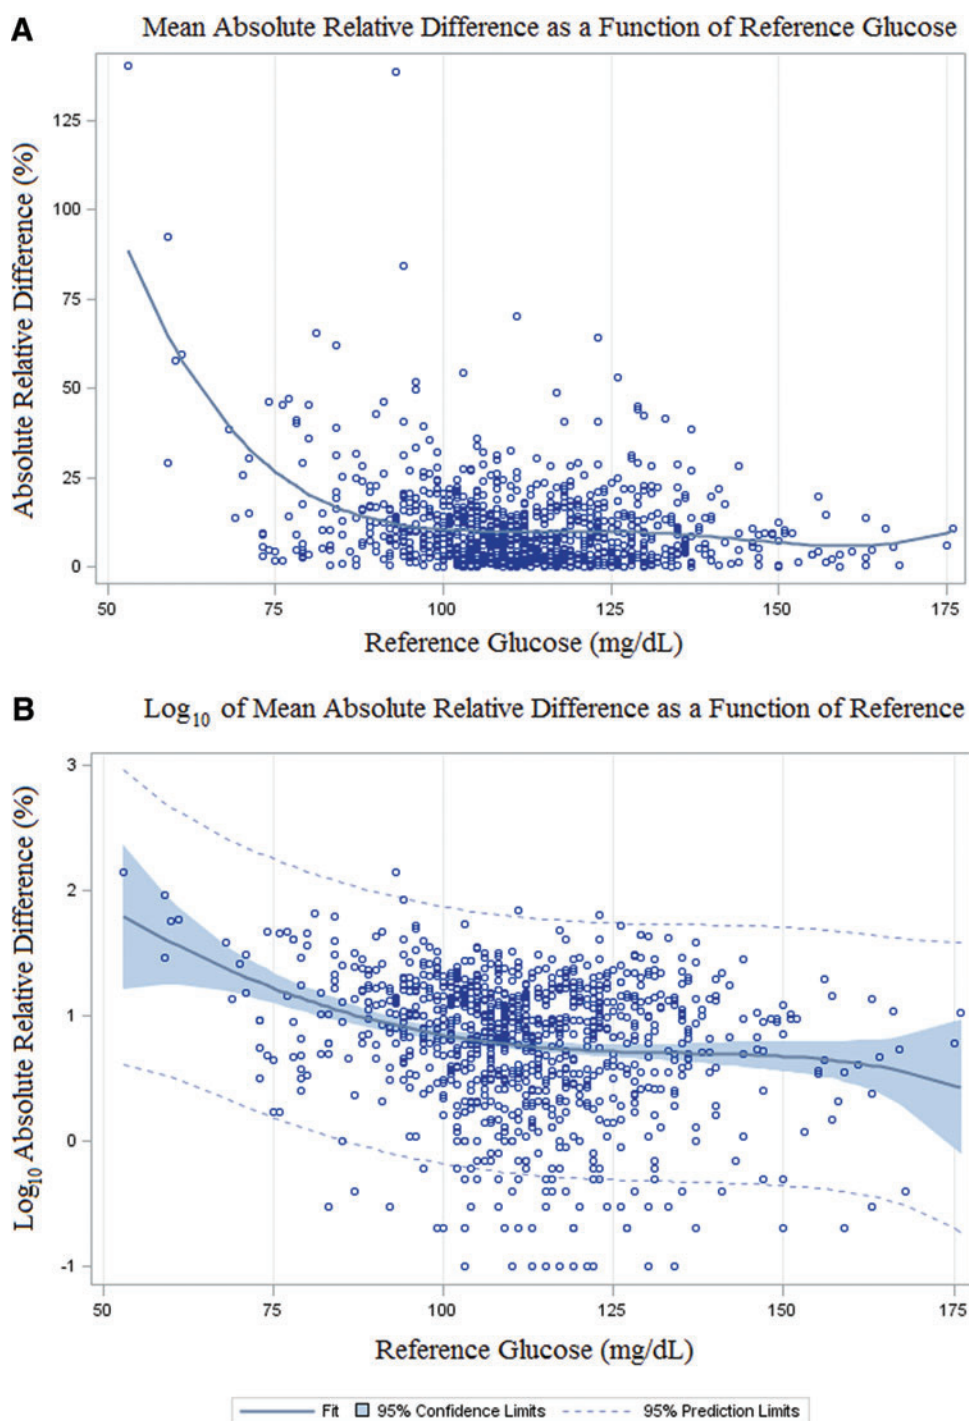 A
Mean Absolute Relative Difference as a Function of Reference Glucose
Absolute Relative Difference (%)
125
100
75
50
25
0
50 75 100 125 150 175
Reference Glucose (mg/dL)
B
Log10 of Mean Absolute Relative Difference as a Function of Reference
Log10 Absolute Relative Difference (%)
3
2
1
0
-1
50 75 100 125 150 175
Reference Glucose (mg/dL)
Fit 95% Confidence Limits 95% Prediction Limits